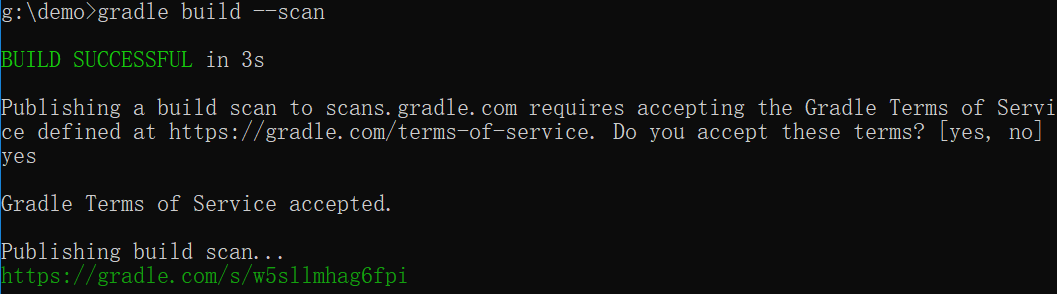 g:\demo>gradle build --scan
BUILD SUCCESSFUL in 3s
Publishing a build scan to scans.gradle.com requires accepting the Gradle Terms of Servi
ce defined at https://gradle.com/terms-of-service. Do you accept these terms? [yes, no]
yes
Gradle Terms of Service accepted.
Publishing build scan...
https://gradle.com/s/w5sllmhag6fpi